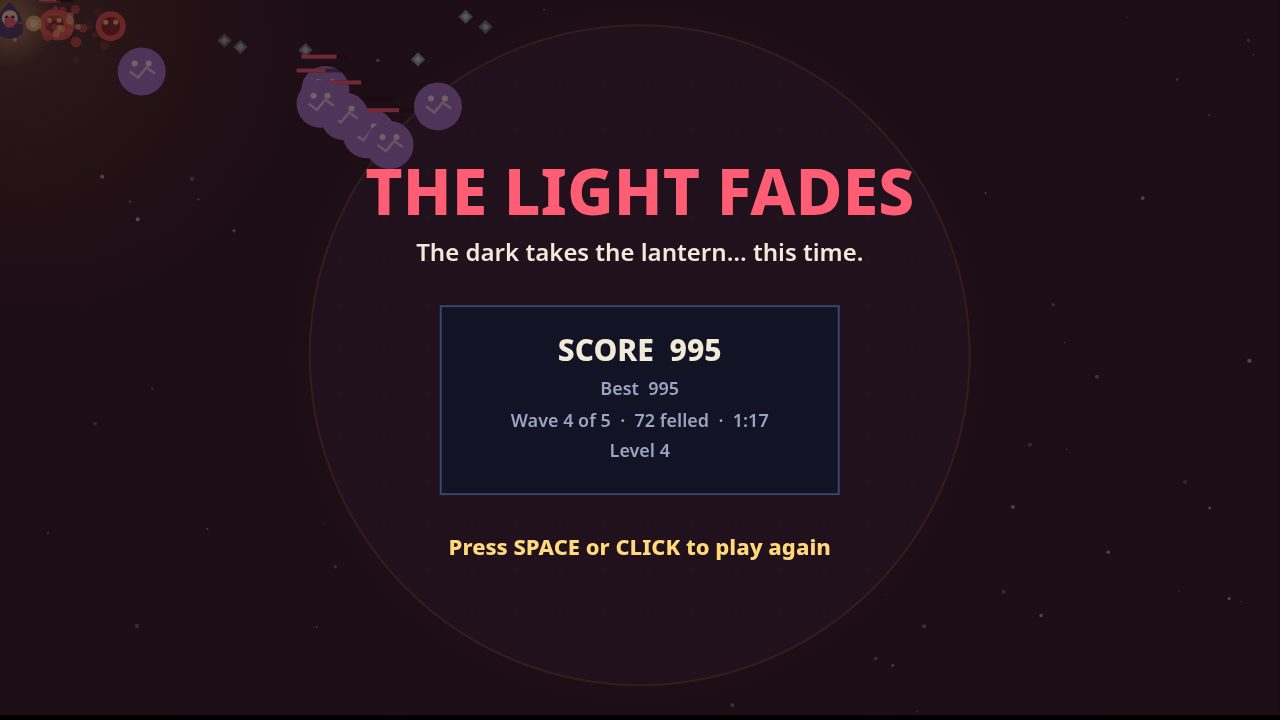 THE LIGHT FADES
The dark takes the lantern... this time.
SCORE 995
Best 995
Wave 4 of 5 · 72 felled · 1:17
Level 4
Press SPACE or CLICK to play again